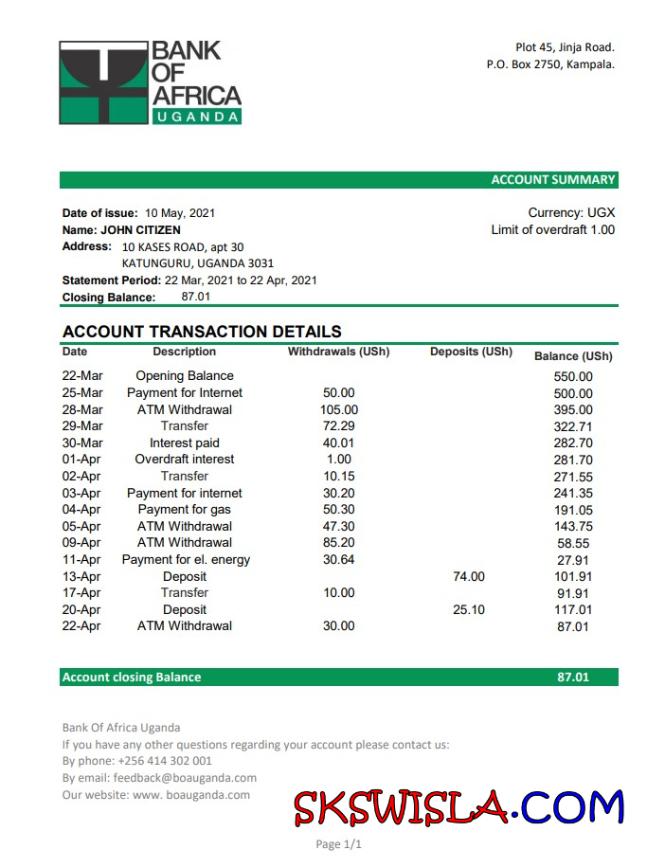 BANK
OF
AFRICA
UGANDA
Plot 45, Jinja Road.
P.O. Box 2750, Kampala.
ACCOUNT SUMMARY
Date of issue: 10 May, 2021
Currency: UGX
Name: JOHN CITIZEN
Limit of overdraft 1.00
Address: 10 KASES ROAD, apt 30
KATUNGURU, UGANDA 3031
Statement Period: 22 Mar, 2021 to 22 Apr, 2021
Closing Balance: 87.01
ACCOUNT TRANSACTION DETAILS
Date Description Withdrawals (USh) Deposits (USh) Balance (USh)
22-Mar Opening Balance 550.00
25-Mar Payment for Internet 50.00 500.00
28-Mar ATM Withdrawal 105.00 395.00
29-Mar Transfer 72.29 322.71
30-Mar Interest paid 40.01 282.70
01-Apr Overdraft interest 1.00 281.70
02-Apr Transfer 10.15 271.55
03-Apr Payment for internet 30.20 241.35
04-Apr Payment for gas 50.30 191.05
05-Apr ATM Withdrawal 47.30 143.75
09-Apr ATM Withdrawal 85.20 58.55
11-Apr Payment for el. energy 30.64 27.91
13-Apr Deposit 74.00 101.91
17-Apr Transfer 10.00 91.91
20-Apr Deposit 25.10 117.01
22-Apr ATM Withdrawal 30.00 87.01
Account closing Balance 87.01
Bank Of Africa Uganda
If you have any other questions regarding your account please contact us:
By phone: +256 414 302 001
By email: feedback@boauganda.com
Our website: www. boauganda.com
SKSWISLA.COM
Page 1/1